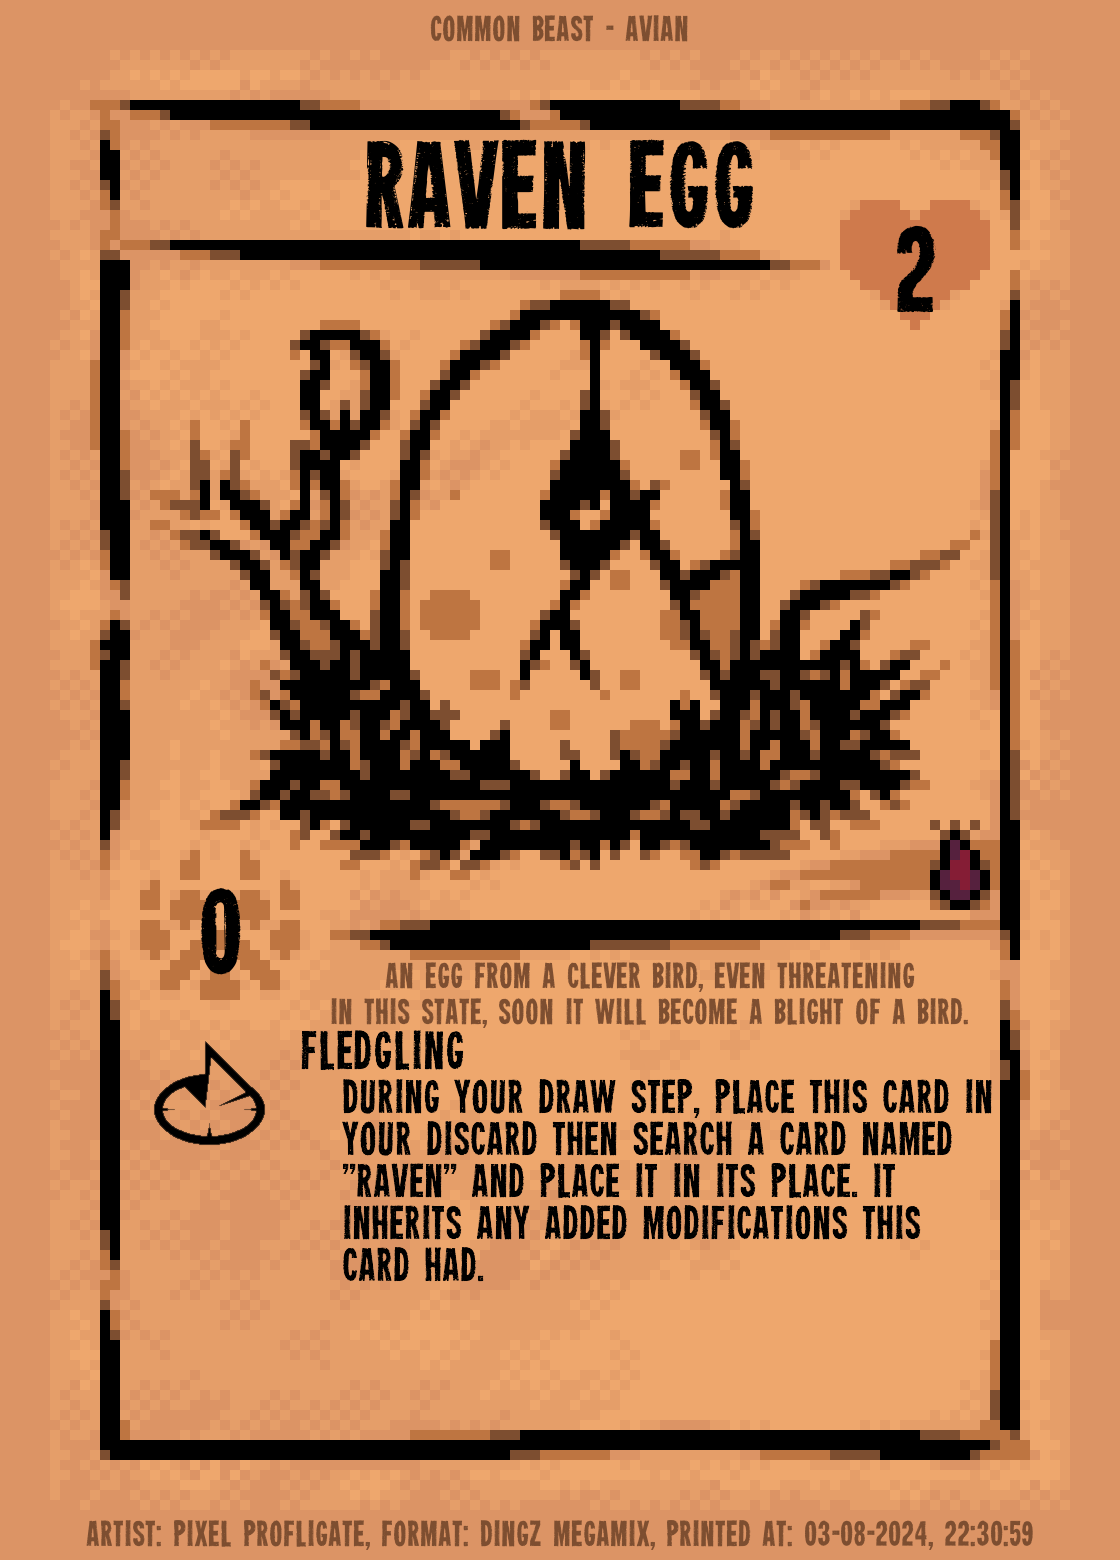 COMMON BEAST - AVIAN
RAVEN EGG
2
0
AN EGG FROM A CLEVER BIRD, EVEN THREATENING
IN THIS STATE, SOON IT WILL BECOME A BLIGHT OF A BIRD.
FLEDGLING
DURING YOUR DRAW STEP, PLACE THIS CARD IN
YOUR DISCARD THEN SEARCH A CARD NAMED
"RAVEN" AND PLACE IT IN ITS PLACE. IT
INHERITS ANY ADDED MODIFICATIONS THIS
CARD HAD.
ARTIST: PIXEL PROFLIGATE, FORMAT: DINGZ MEGAMIX, PRINTED AT: 03-08-2024, 22:30:59